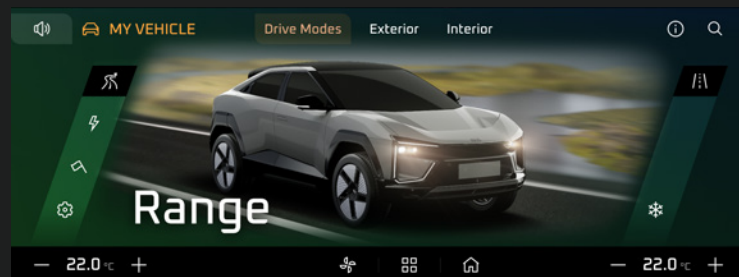 MY VEHICLE Drive Modes Exterior Interior
Range
22.0 °C 22.0 °C